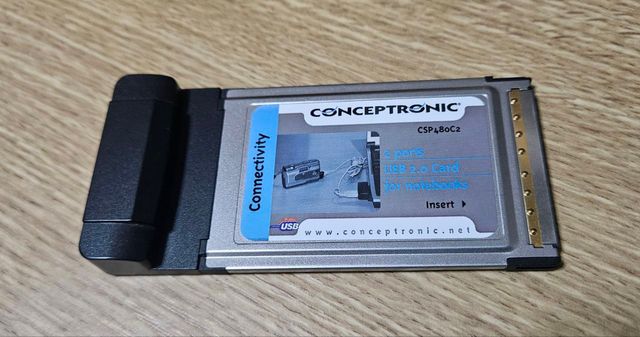 CONCEPTRONIC®
CSP480C2
Connectivity
2 ports
USB 2.0 Card
for notebooks
Insert
USB
www.conceptronic.net